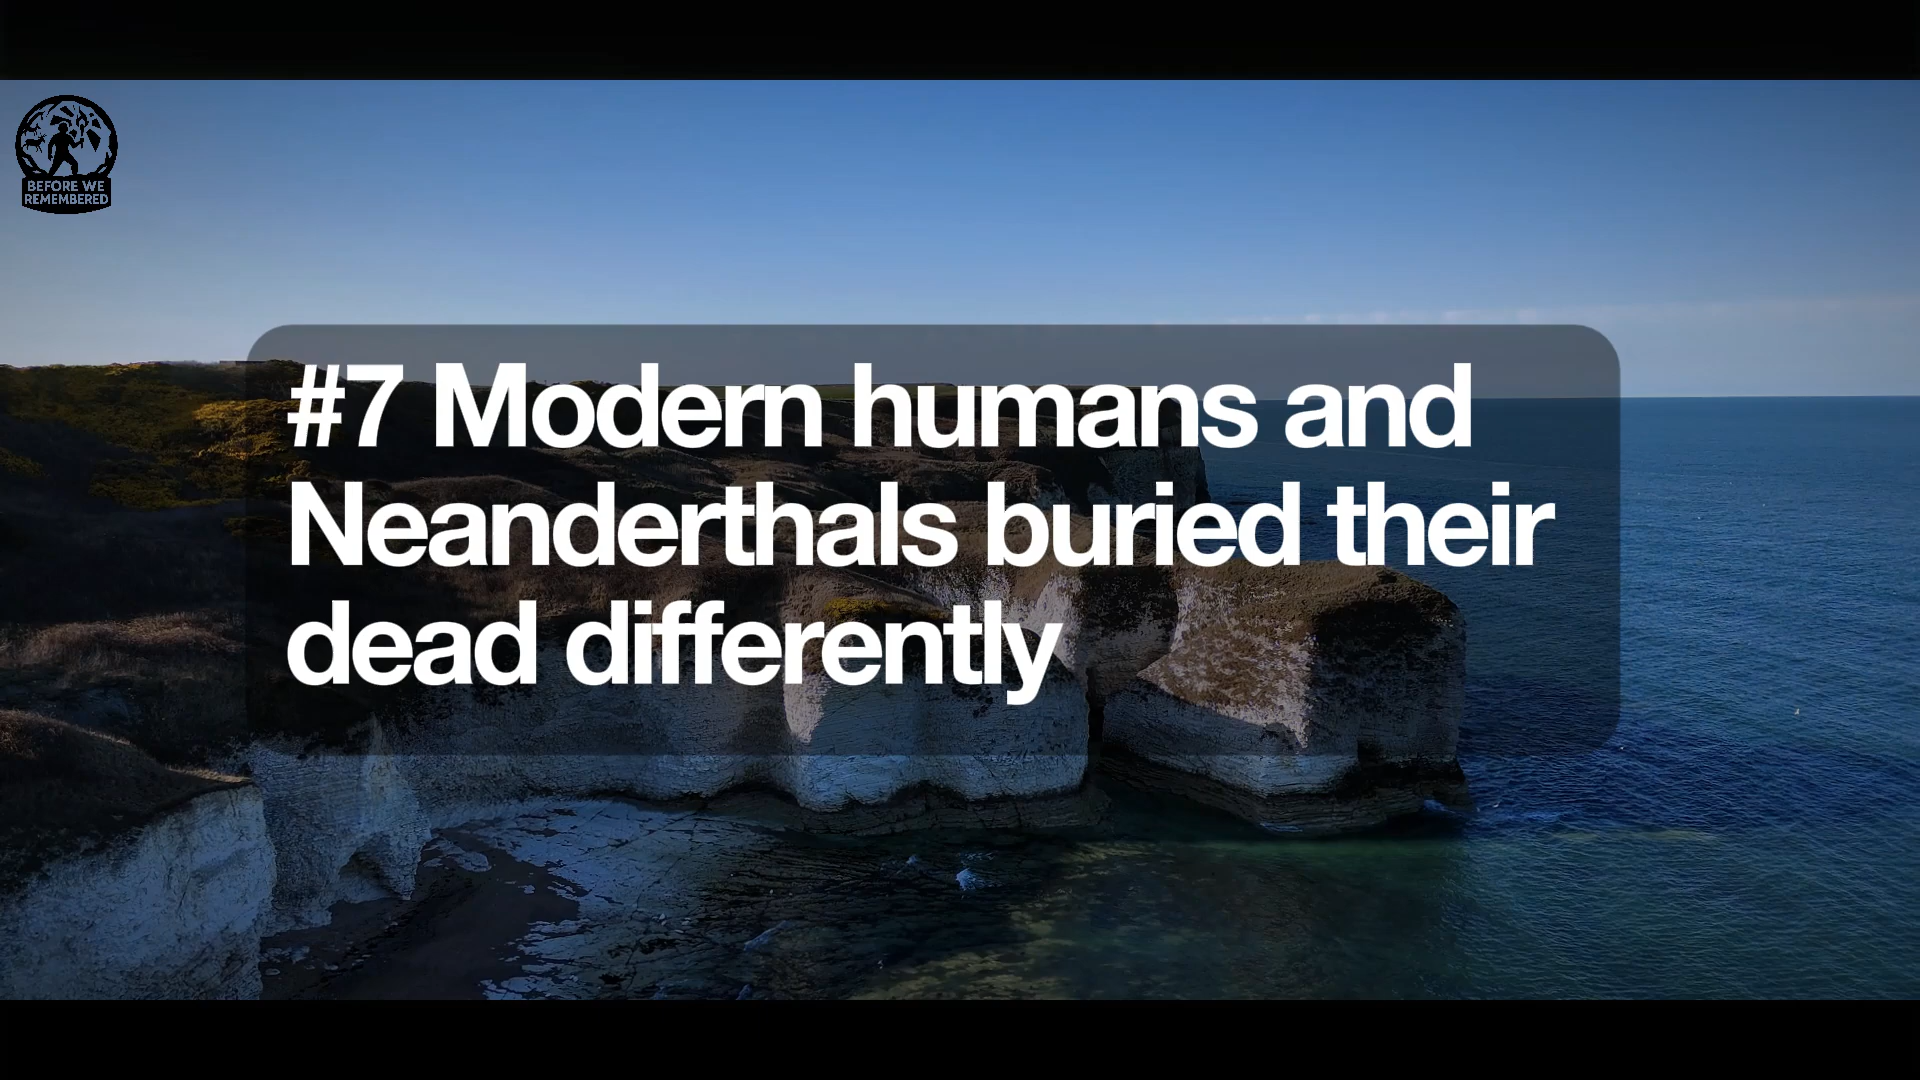 BEFORE WE
REMEMBERED
#7 Modern humans and
Neanderthals buried their
dead differently